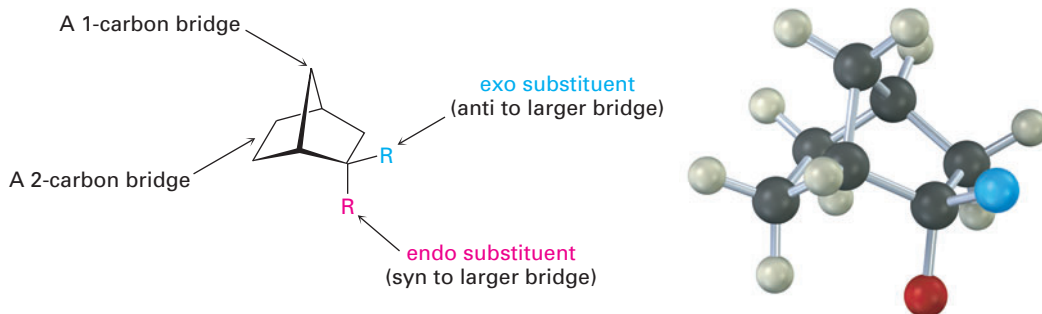 A 1-carbon bridge
exo substituent
(anti to larger bridge)
R
A 2-carbon bridge
R
endo substituent
(syn to larger bridge)